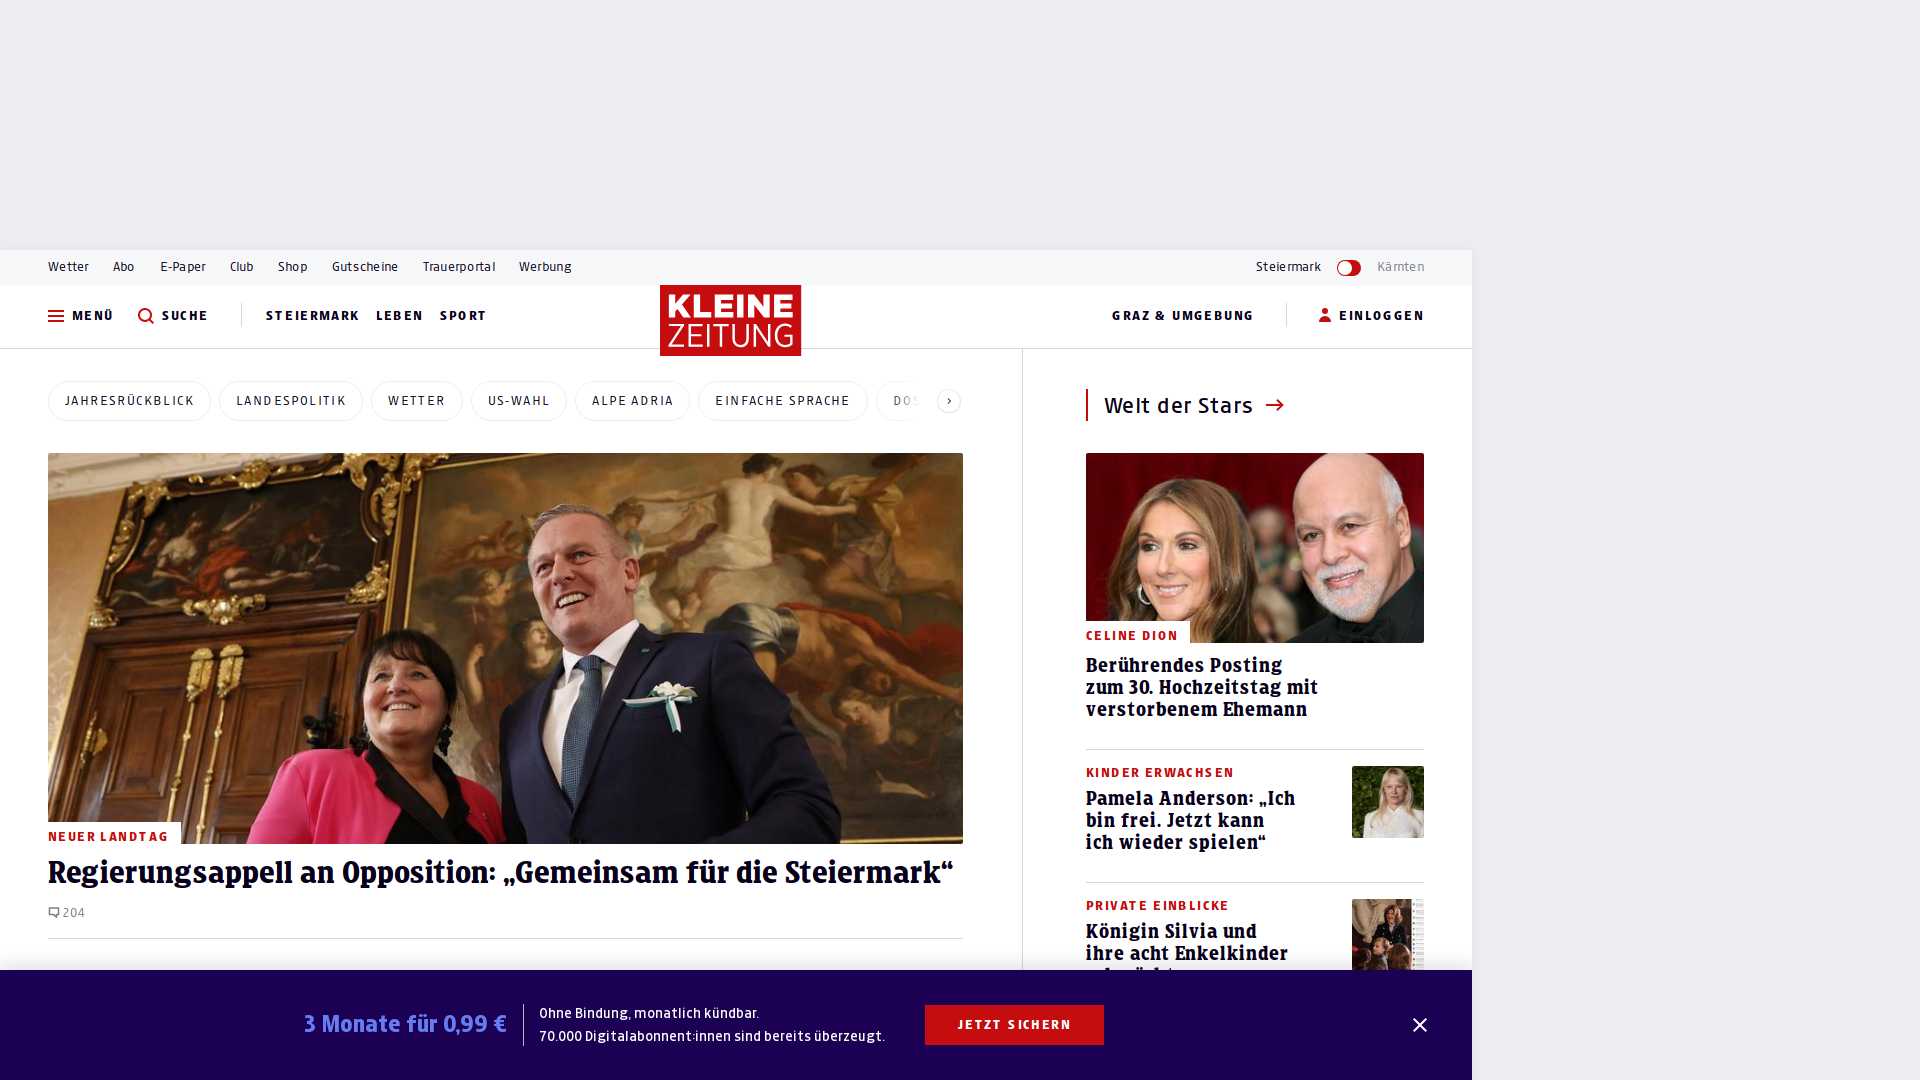 Wetter
Abo
E-Paper
Club
Shop
Gutscheine
Trauerportal
Werbung
Steiermark
Kärnten
MENÜ
SUCHE
STEIERMARK
LEBEN
SPORT
KLEINE
ZEITUNG
GRAZ & UMGEBUNG
EINLOGGEN
JAHRESRÜCKBLICK
LANDESPOLITIK
WETTER
US-WAHL
ALPE ADRIA
EINFACHE SPRACHE
NEUER LANDTAG
Regierungsappell an Opposition: „Gemeinsam für die Steiermark“
204
Welt der Stars
CELINE DION
Berührendes Posting
zum 30. Hochzeitstag mit
verstorbenem Ehemann
KINDER ERWACHSEN
Pamela Anderson: „Ich
bin frei. Jetzt kann
ich wieder spielen“
PRIVATE EINBLICKE
Königin Silvia und
ihre acht Enkelkinder
3 Monate für 0,99 €
Ohne Bindung, monatlich kündbar.
70.000 Digitalabonnent:innen sind bereits überzeugt.
JETZT SICHERN